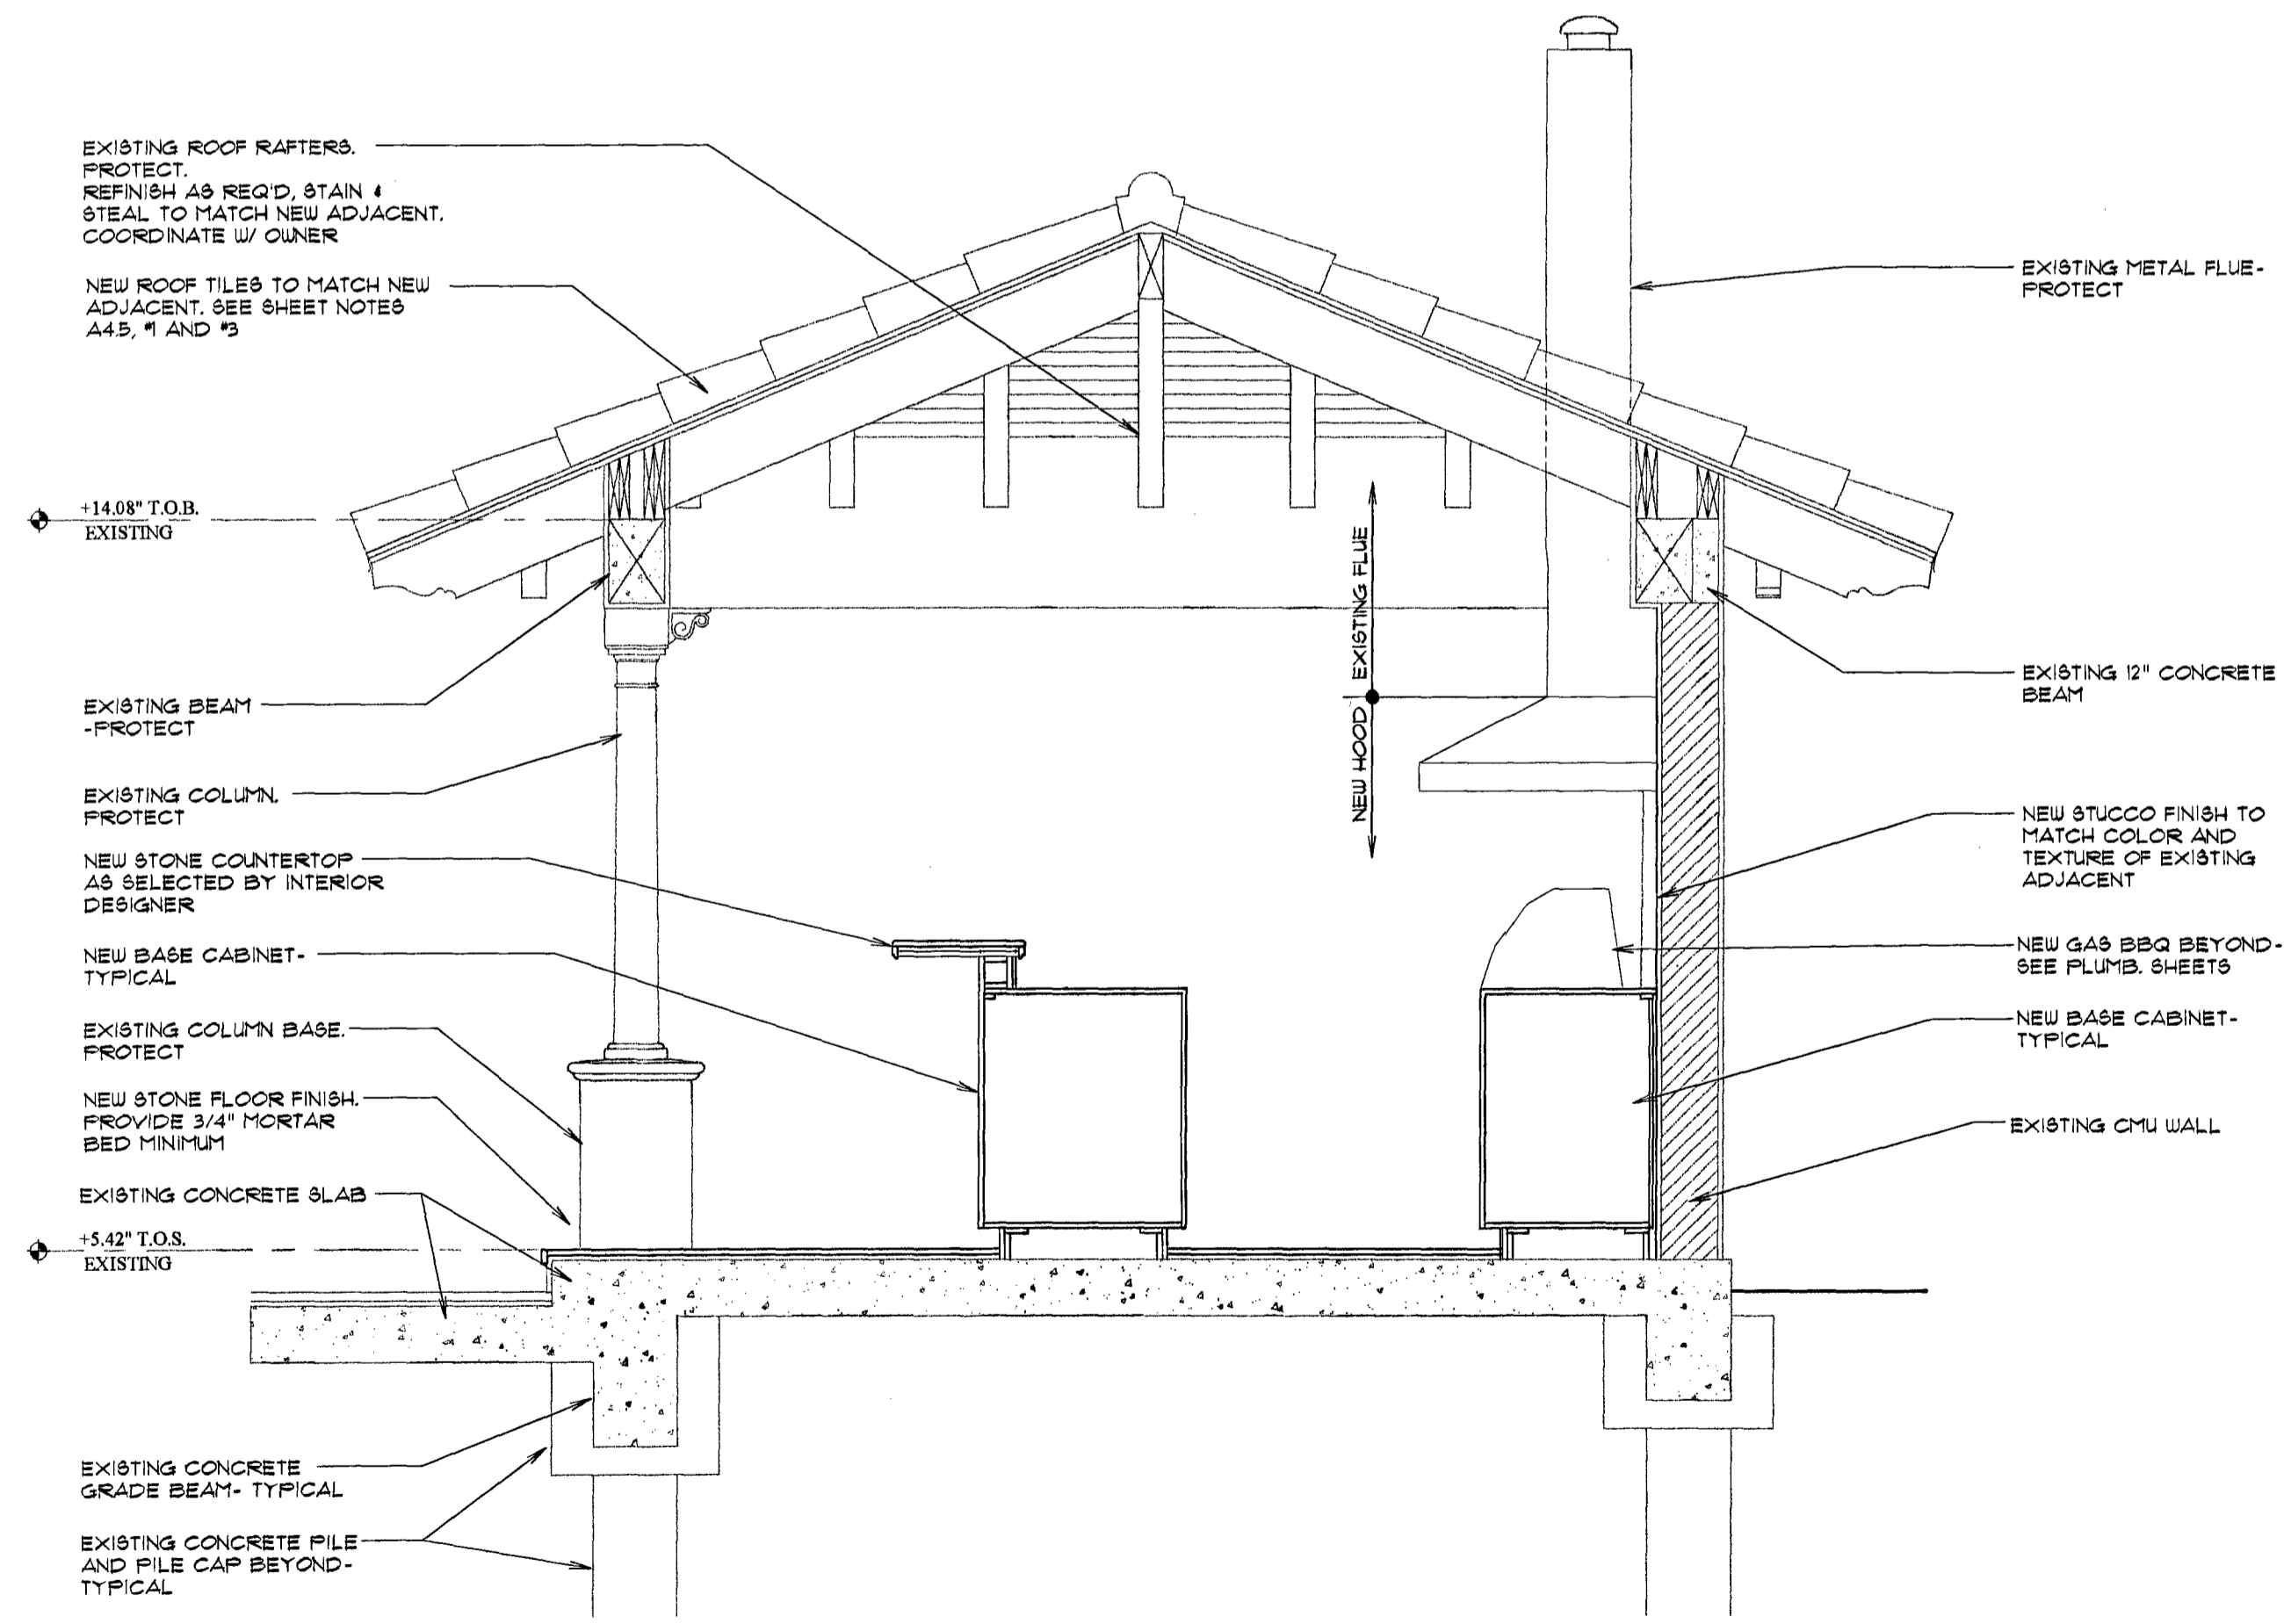 EXISTING ROOF RAFTERS.
PROTECT.
REFINISH AS REQ'D, STAIN &
STEAL TO MATCH NEW ADJACENT.
COORDINATE W/ OWNER
NEW ROOF TILES TO MATCH NEW
ADJACENT. SEE SHEET NOTES
A4.5, #1 AND #3
+14.08" T.O.B.
EXISTING
EXISTING BEAM
-PROTECT
EXISTING COLUMN.
PROTECT
NEW STONE COUNTERTOP
AS SELECTED BY INTERIOR
DESIGNER
NEW BASE CABINET-
TYPICAL
EXISTING COLUMN BASE.
PROTECT
NEW STONE FLOOR FINISH.
PROVIDE 3/4" MORTAR
BED MINIMUM
EXISTING CONCRETE SLAB
+5.42" T.O.S.
EXISTING
EXISTING CONCRETE
GRADE BEAM- TYPICAL
EXISTING CONCRETE PILE
AND PILE CAP BEYOND-
TYPICAL
EXISTING FLUE
NEW HOOD
EXISTING METAL FLUE-
PROTECT
EXISTING 12" CONCRETE
BEAM
NEW STUCCO FINISH TO
MATCH COLOR AND
TEXTURE OF EXISTING
ADJACENT
NEW GAS BBQ BEYOND-
SEE PLUMB. SHEETS
NEW BASE CABINET-
TYPICAL
EXISTING CMU WALL